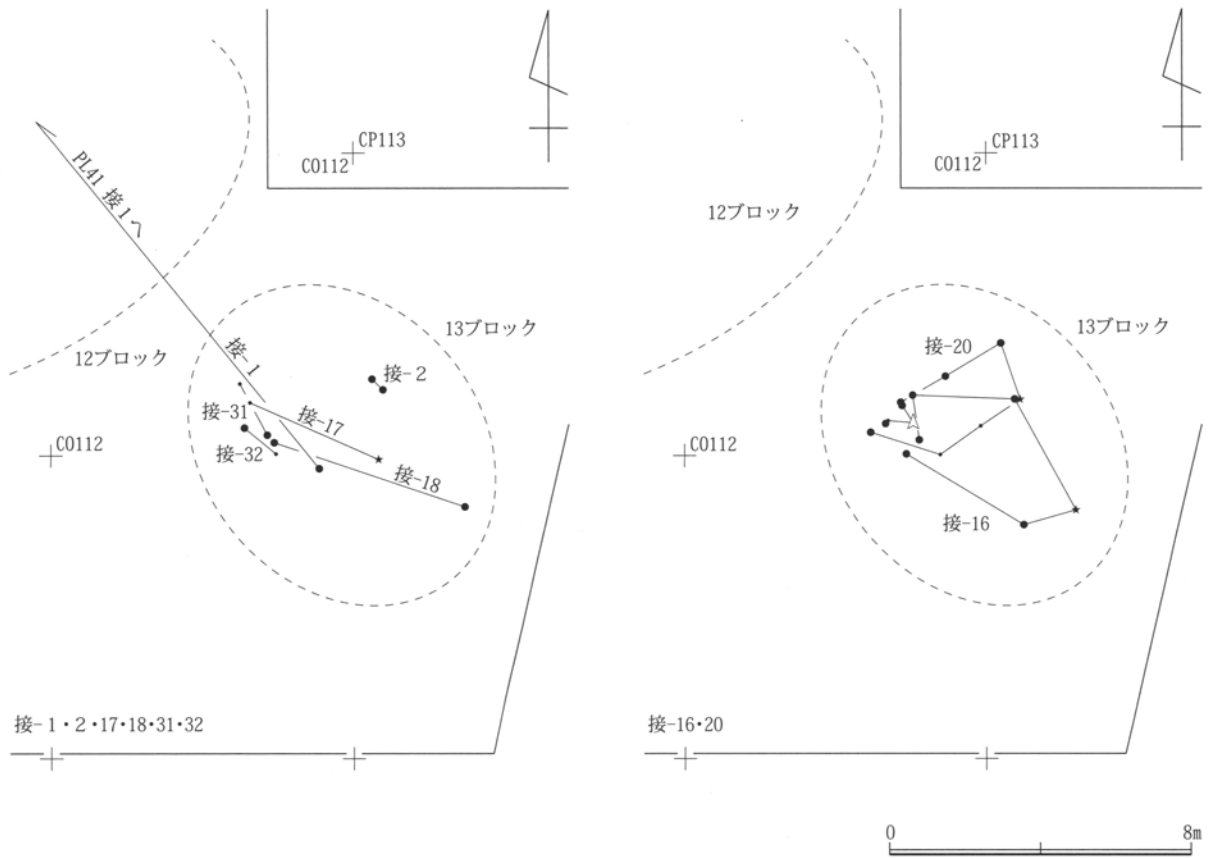 CP113
CO112
PL41 接1へ
12ブロック
13ブロック
接-1
接-2
接-31
接-17
接-32
接-18
CO112
接-1・2・17・18・31・32
CP113
CO112
12ブロック
13ブロック
接-20
CO112
接-16
接-16・20
0
8m